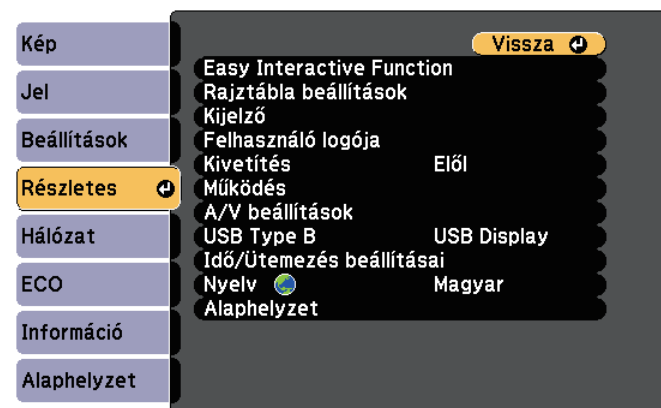 Kép
Jel
Beállítások
Részletes
Hálózat
ECO
Információ
Alaphelyzet
Vissza
Easy Interactive Function
Rajztábla beállítások
Kijelző
Felhasználó logója
Kivetítés Elől
Működés
A/V beállítások
USB Type B USB Display
Idő/Ütemezés beállításai
Nyelv Magyar
Alaphelyzet